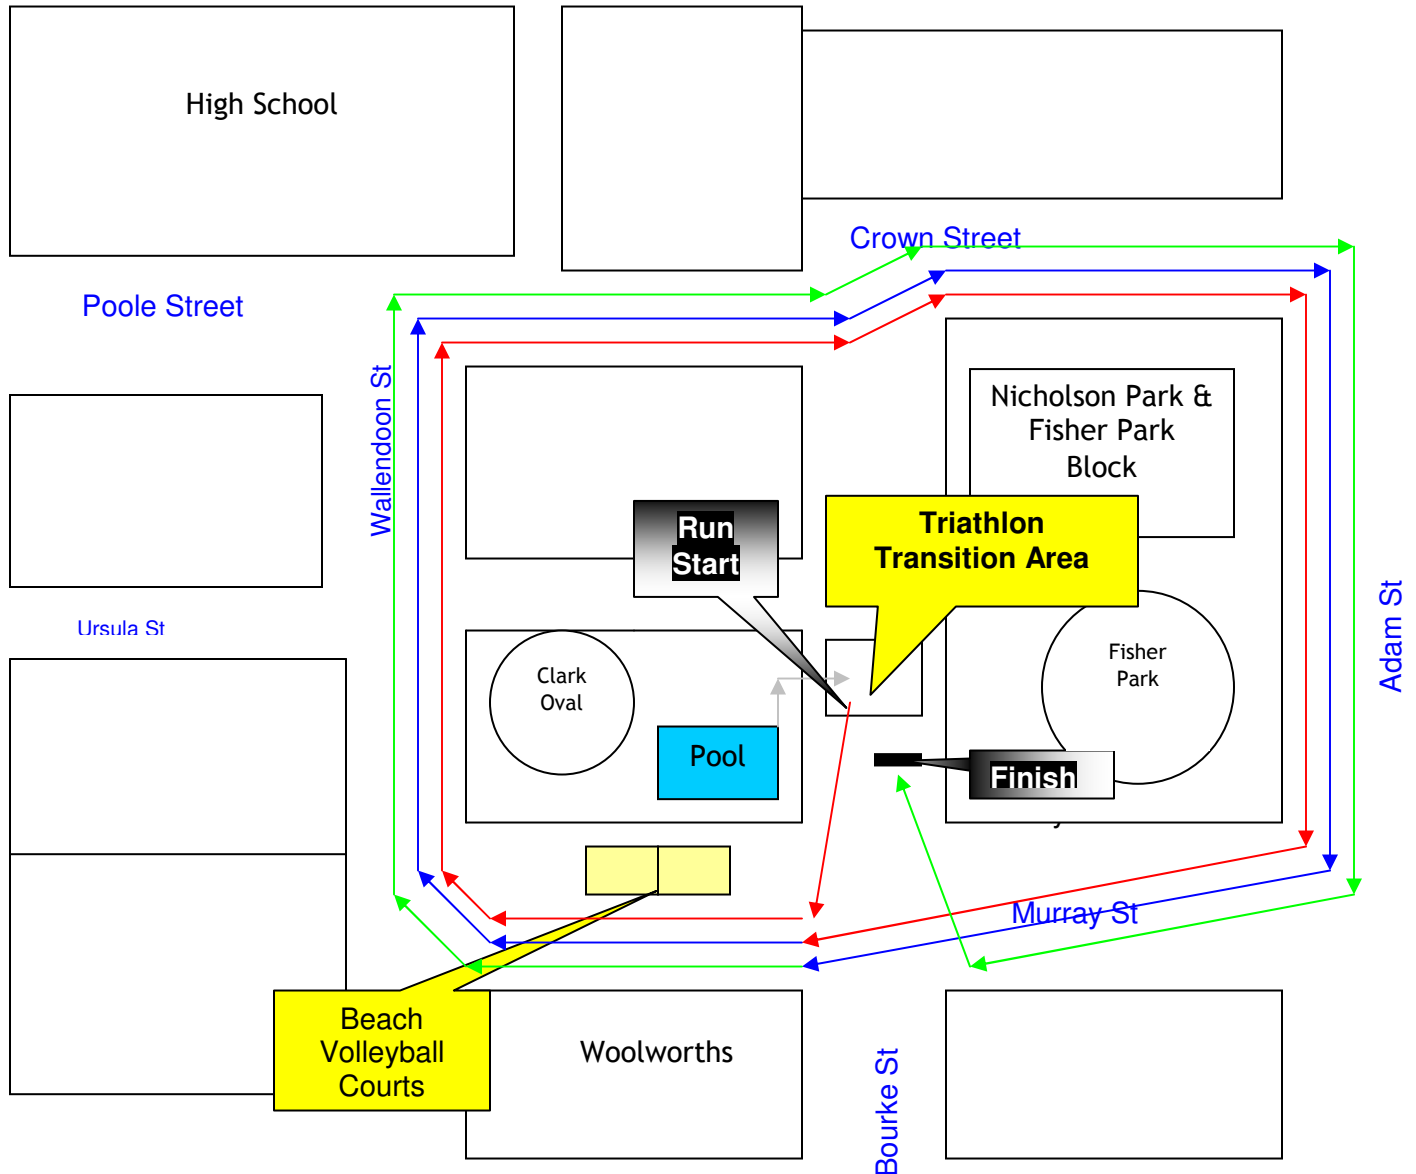 High School
Crown Street
Poole Street
Wallendoon St
Nicholson Park &
Fisher Park
Block
Run
Start
Triathlon
Transition Area
Ursula St
Adam St
Clark
Oval
Fisher
Park
Pool
Finish
Murray St
Beach
Volleyball
Courts
Woolworths
Bourke St